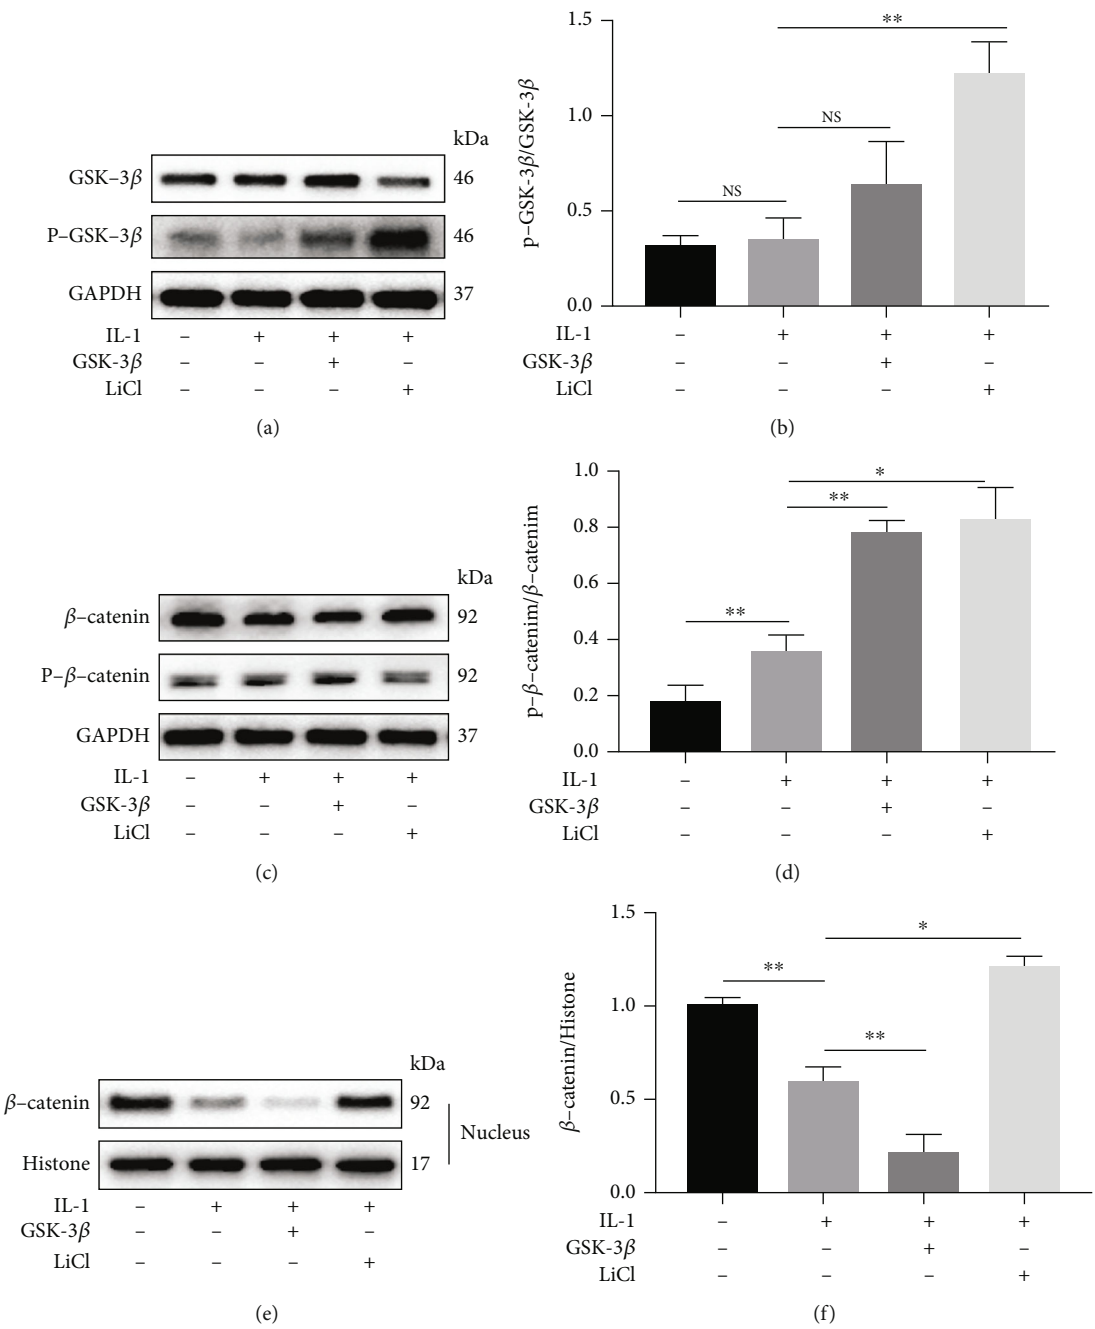 kDa
GSK–3β 46
P–GSK–3β 46
GAPDH 37
IL-1 – + + +
GSK-3β – – + –
LiCl – – – +
(a)
p–GSK-3β/GSK-3β
1.5
1.0
0.5
0.0
**
NS
NS
IL-1 – + + +
GSK-3β – – + –
LiCl – – – +
(b)
kDa
β–catenin 92
P–β–catenin 92
GAPDH 37
IL-1 – + + +
GSK-3β – – + –
LiCl – – – +
(c)
p–β–catenim/β–catenim
1.0
0.8
0.6
0.4
0.2
0.0
*
**
**
IL-1 – + + +
GSK-3β – – + –
LiCl – – – +
(d)
kDa
β–catenin 92
Nucleus
Histone 17
IL-1 – + + +
GSK-3β – – + –
LiCl – – – +
(e)
β–catenin/Histone
1.5
1.0
0.5
0.0
*
**
**
IL-1 – + + +
GSK-3β – – + –
LiCl – – – +
(f)